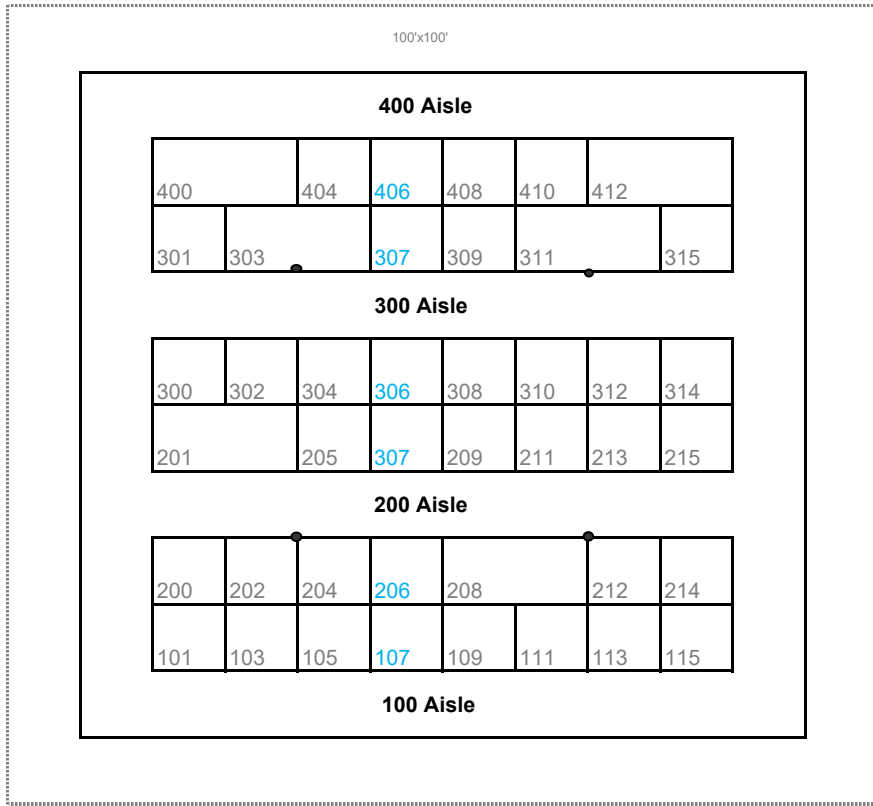 100'x100'
400 Aisle
400 404 406 408 410 412
301 303 307 309 311 315
300 Aisle
300 302 304 306 308 310 312 314
201 205 307 209 211 213 215
200 Aisle
200 202 204 206 208 212 214
101 103 105 107 109 111 113 115
100 Aisle